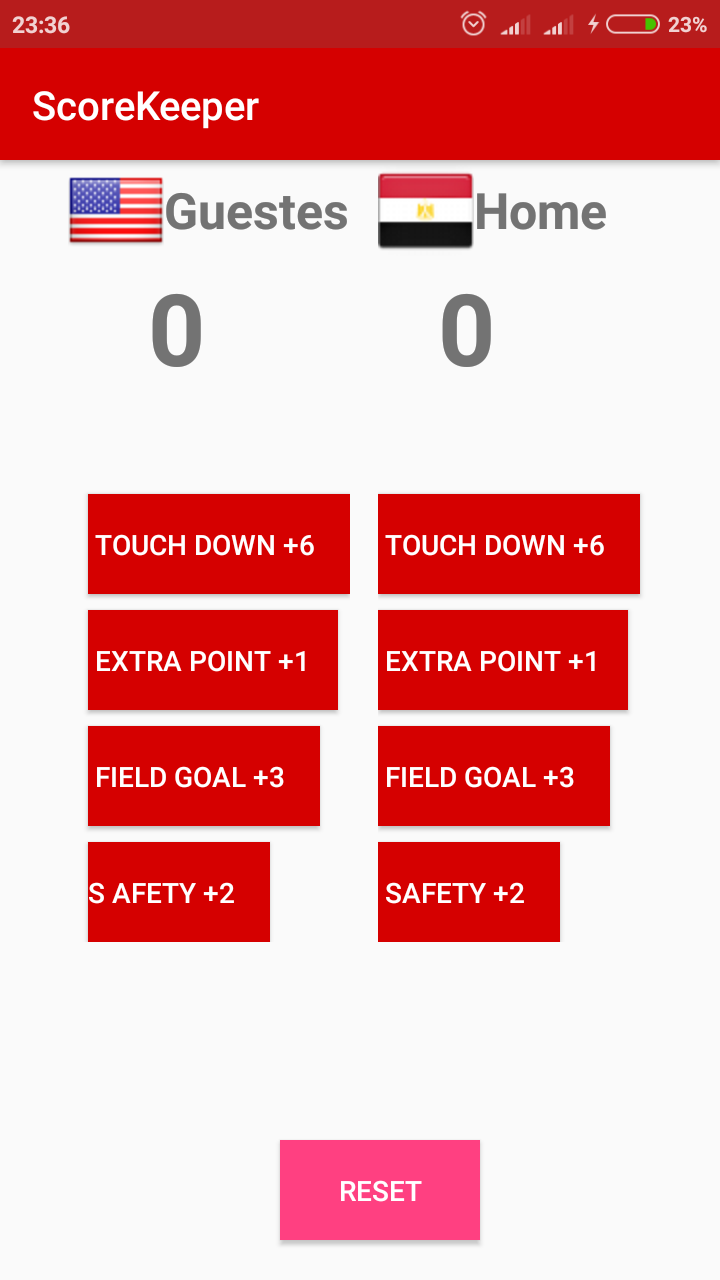 23:36 23%
ScoreKeeper
Guestes Home
0 0
TOUCH DOWN +6 TOUCH DOWN +6
EXTRA POINT +1 EXTRA POINT +1
FIELD GOAL +3 FIELD GOAL +3
S AFETY +2 SAFETY +2
RESET